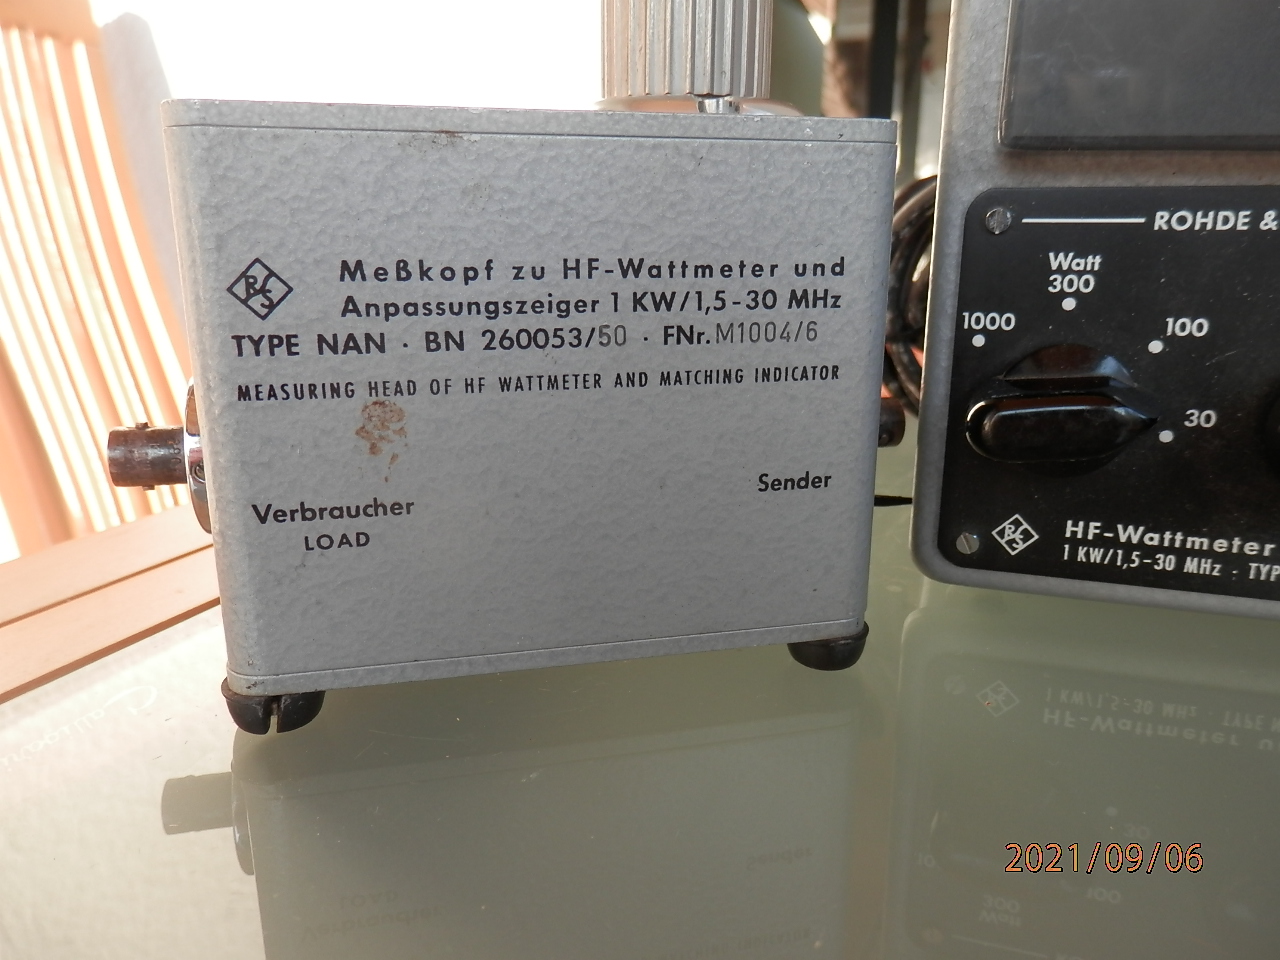 R&S
Meßkopf zu HF-Wattmeter und
Anpassungszeiger 1 KW/1,5-30 MHz
TYPE NAN · BN 260053/50 · FNr. M1004/6
MEASURING HEAD OF HF WATTMETER AND MATCHING INDICATOR
Verbraucher
LOAD
Sender
ROHDE &
Watt
300
1000
100
30
R&S
HF-Wattmeter
1 KW/1,5-30 MHz · TYP
2021/09/06